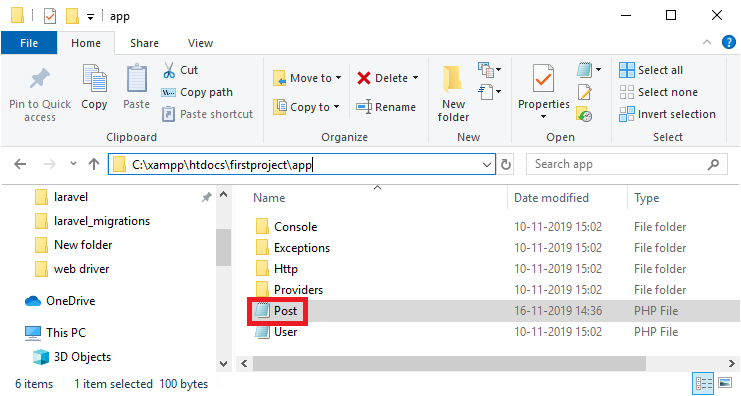 app
File Home Share View
Pin to Quick access
Copy
Paste
Cut
Copy path
Paste shortcut
Clipboard
Move to
Copy to
Delete
Rename
Organize
New folder
New
Properties
Open
Select all
Select none
Invert selection
Select
C:\xampp\htdocs\firstproject\app
Search app
laravel
laravel_migrations
New folder
web driver
OneDrive
This PC
3D Objects
Name Date modified Type
Console 10-11-2019 15:02 File folder
Exceptions 10-11-2019 15:02 File folder
Http 10-11-2019 15:02 File folder
Providers 10-11-2019 15:02 File folder
Post 16-11-2019 14:36 PHP File
User 10-11-2019 15:02 PHP File
6 items 1 item selected 100 bytes